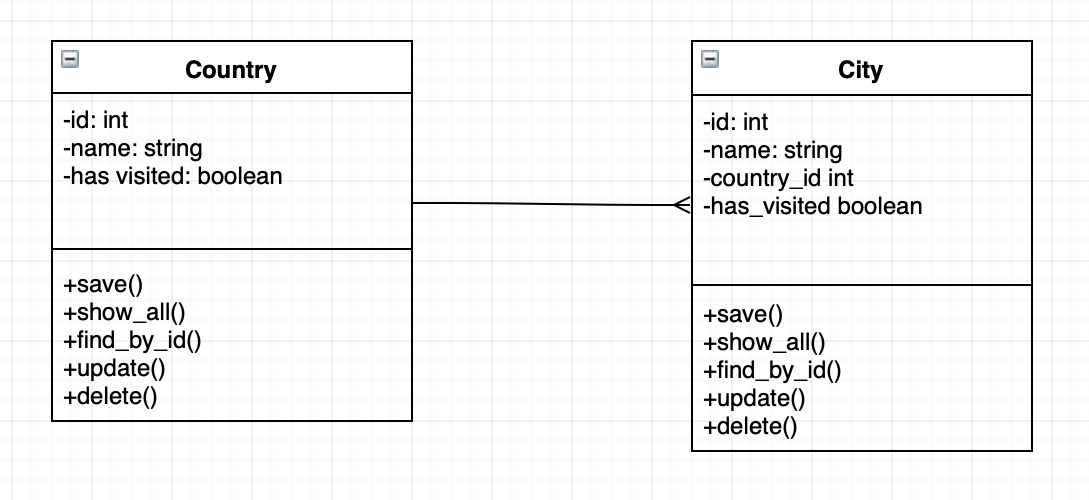 Country
-id: int
-name: string
-has visited: boolean
+save()
+show_all()
+find_by_id()
+update()
+delete()
City
-id: int
-name: string
-country_id int
-has_visited boolean
+save()
+show_all()
+find_by_id()
+update()
+delete()